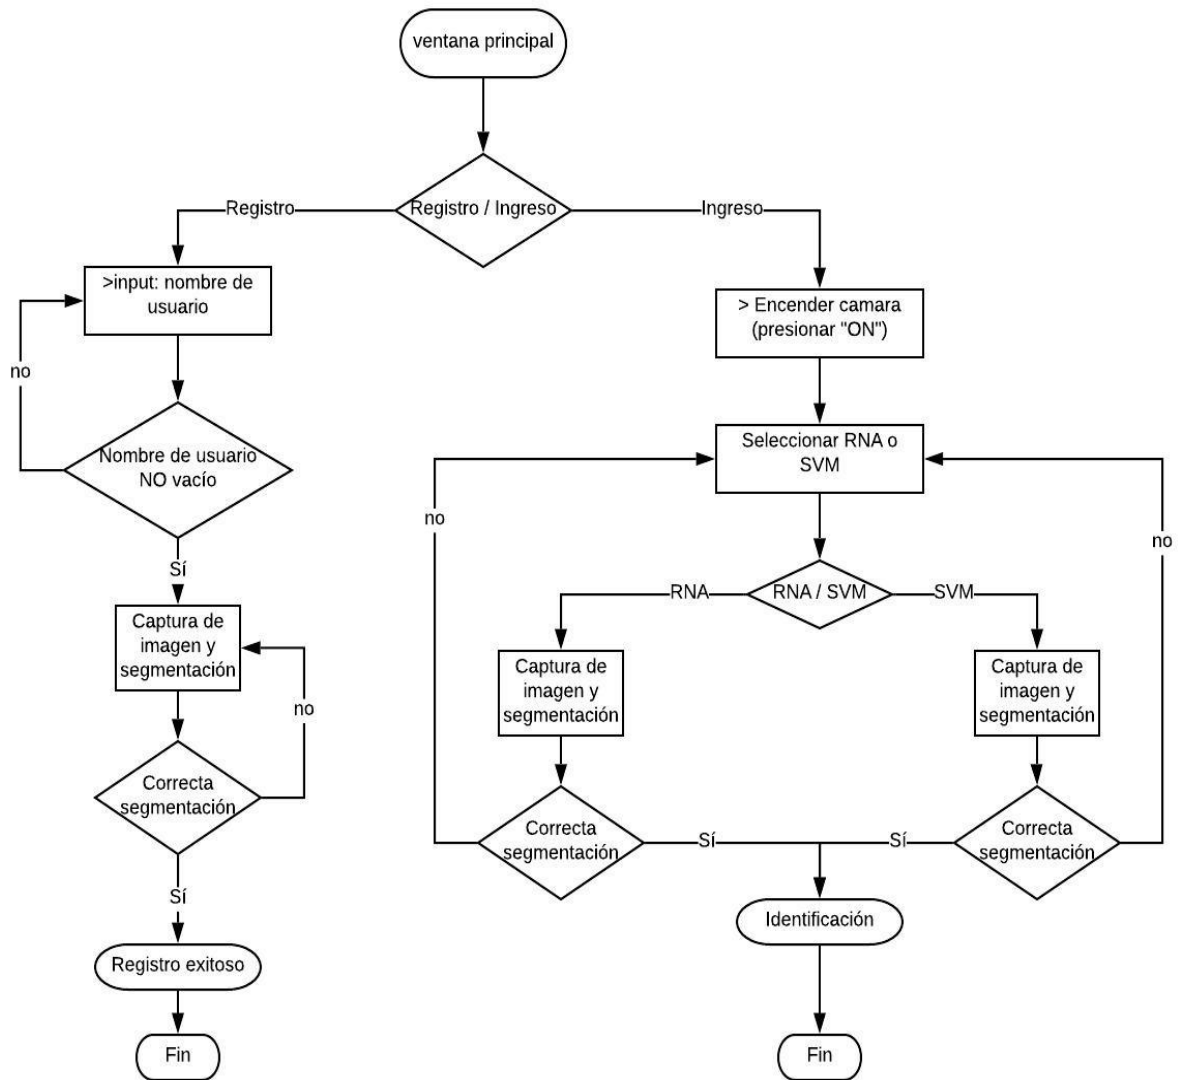 ventana principal
Registro / Ingreso
Registro
Ingreso
>input: nombre de
usuario
no
Nombre de usuario
NO vacío
Sí
Captura de
imagen y
segmentación
no
Correcta
segmentación
Sí
Registro exitoso
Fin
> Encender camara
(presionar "ON")
Seleccionar RNA o
SVM
no
no
RNA / SVM
RNA
SVM
Captura de
imagen y
segmentación
Captura de
imagen y
segmentación
Correcta
segmentación
Sí
Sí
Correcta
segmentación
Identificación
Fin